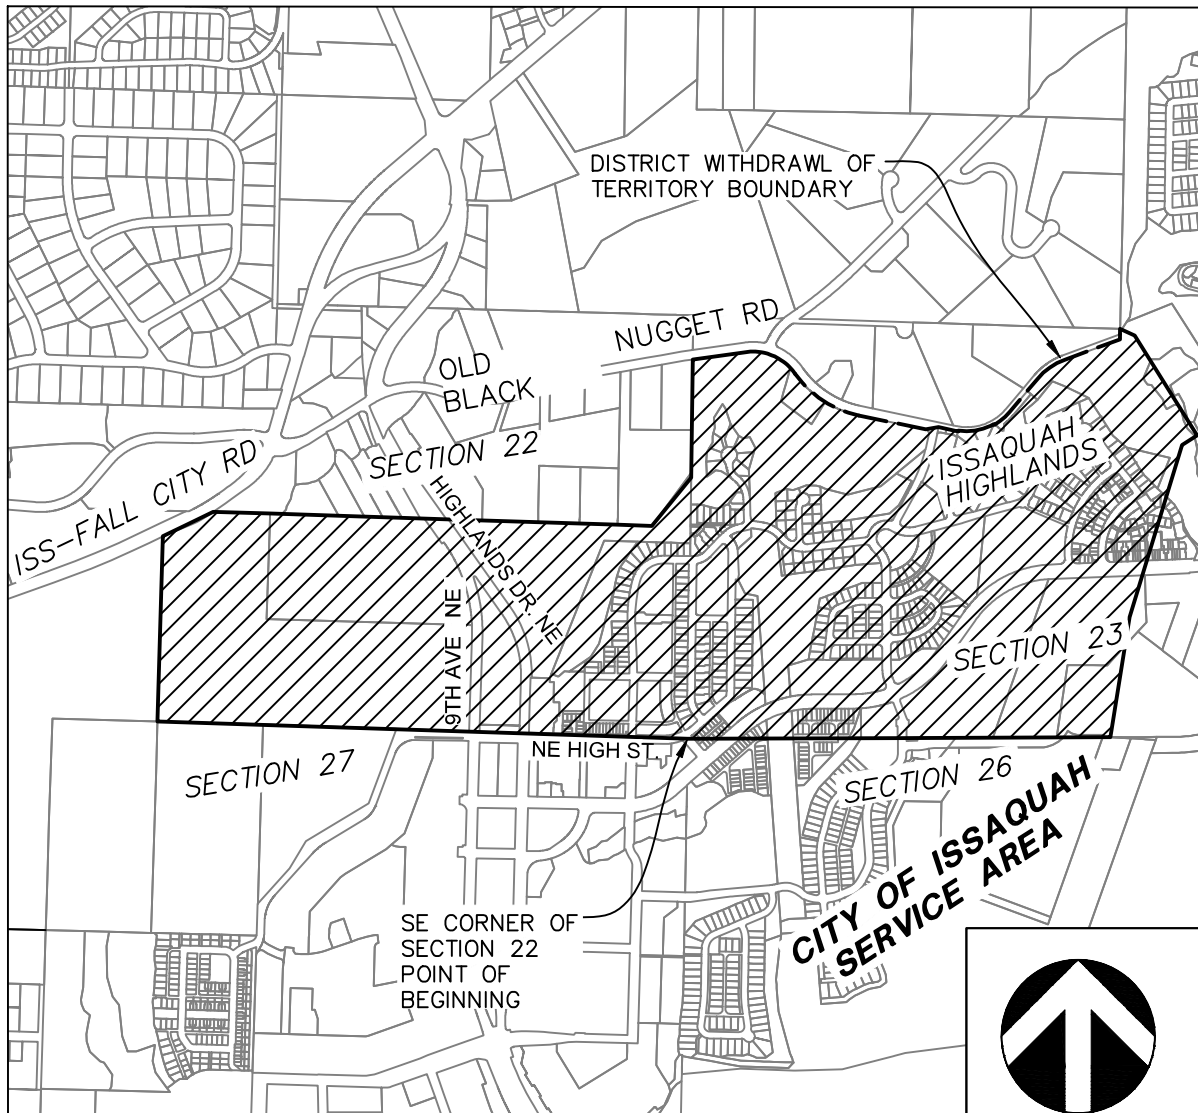 DISTRICT WITHDRAWL OF
TERRITORY BOUNDARY
NUGGET RD
OLD
BLACK
ISS-FALL CITY RD
SECTION 22
HIGHLANDS DR. NE
ISSAQUAH
HIGHLANDS
9TH AVE NE
SECTION 23
NE HIGH ST.
SECTION 27
SECTION 26
CITY OF ISSAQUAH
SERVICE AREA
SE CORNER OF
SECTION 22
POINT OF
BEGINNING